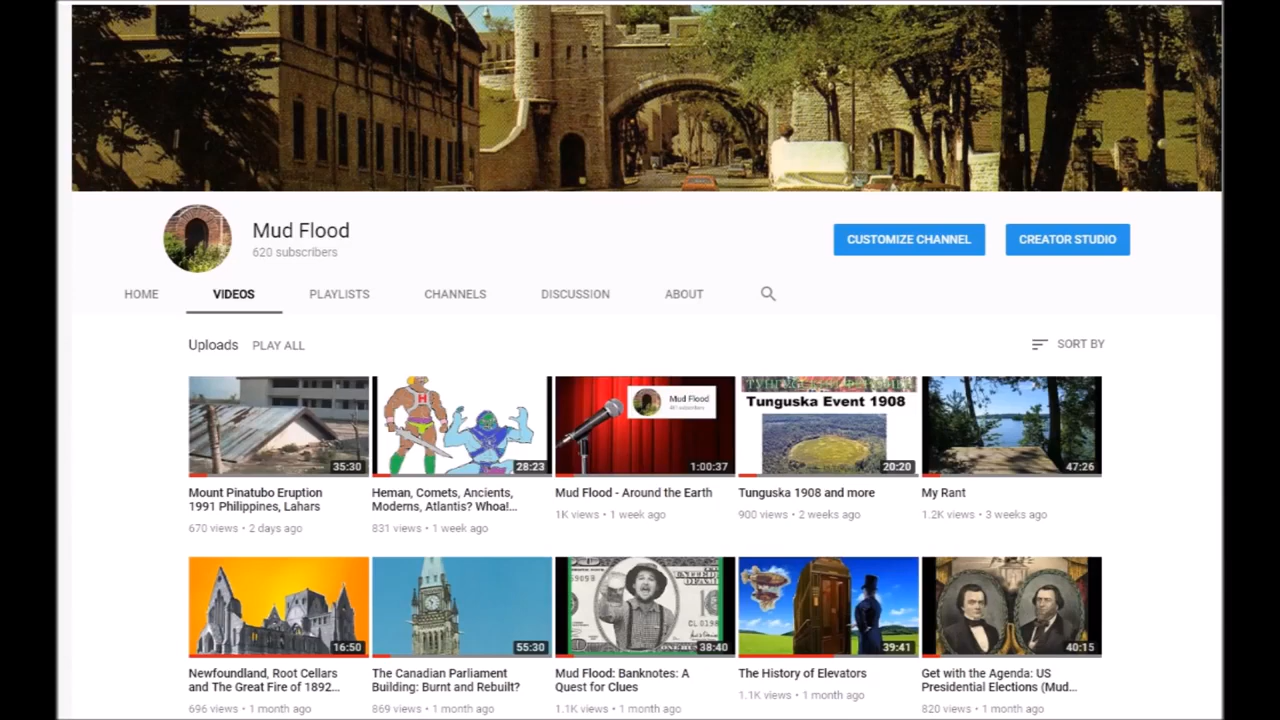 Mud Flood
620 subscribers
CUSTOMIZE CHANNEL
CREATOR STUDIO
HOME
VIDEOS
PLAYLISTS
CHANNELS
DISCUSSION
ABOUT
Uploads
PLAY ALL
SORT BY
35:30
Mount Pinatubo Eruption
1991 Philippines, Lahars
670 views • 2 days ago
H
28:23
Heman, Comets, Ancients,
Moderns, Atlantis? Whoa!...
831 views • 1 week ago
Mud Flood
1:00:37
Mud Flood - Around the Earth
1K views • 1 week ago
Tunguska Event 1908
20:20
Tunguska 1908 and more
900 views • 2 weeks ago
47:26
My Rant
1.2K views • 3 weeks ago
16:50
Newfoundland, Root Cellars
and The Great Fire of 1892...
696 views • 1 month ago
55:30
The Canadian Parliament
Building: Burnt and Rebuilt?
869 views • 1 month ago
38:40
Mud Flood: Banknotes: A
Quest for Clues
1.1K views • 1 month ago
39:41
The History of Elevators
1.1K views • 1 month ago
40:15
Get with the Agenda: US
Presidential Elections (Mud...
820 views • 1 month ago